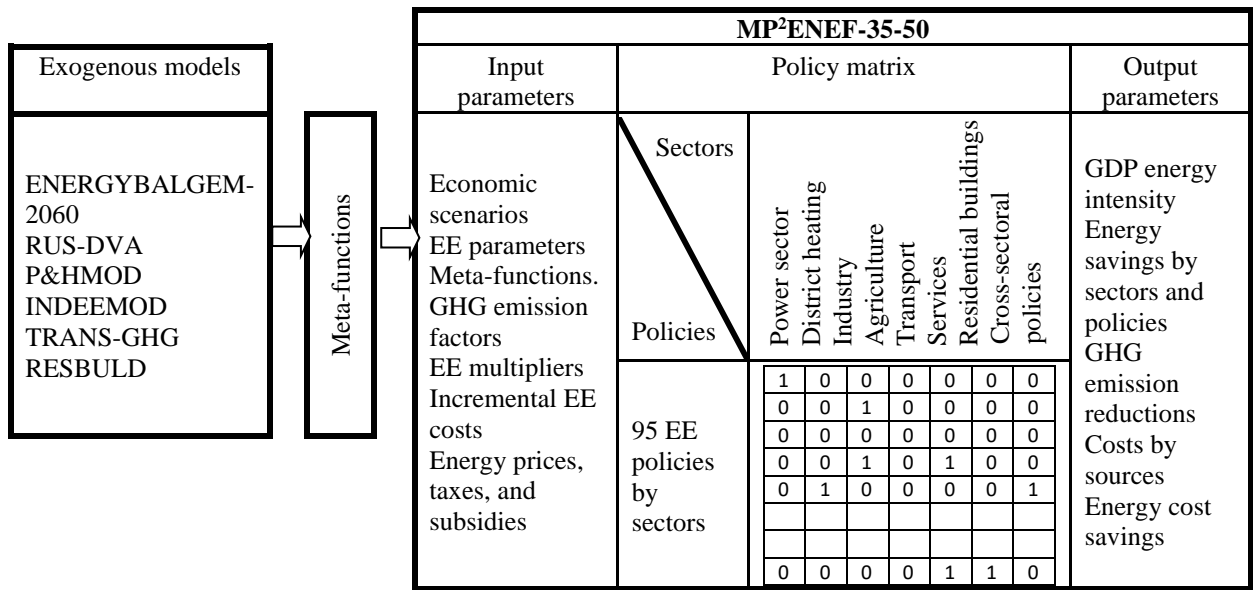 MP²ENEF-35-50
Exogenous models
Input
parameters
Policy matrix
Output
parameters
ENERGYBALGEM-
2060
RUS-DVA
P&HMOD
INDEEMOD
TRANS-GHG
RESBULD
Meta-functions
Economic
scenarios
EE parameters
Meta-functions.
GHG emission
factors
EE multipliers
Incremental EE
costs
Energy prices,
taxes, and
subsidies
Sectors
Policies
Power sector
District heating
Industry
Agriculture
Transport
Services
Residential buildings
Cross-sectoral
policies
95 EE
policies
by
sectors
1 0 0 0 0 0 0
0 0 1 0 0 0 0
0 0 0 0 0 0 0
0 0 1 0 1 0 0
0 1 0 0 0 0 1
0 0 0 0 1 1 0
GDP energy
intensity
Energy
savings by
sectors and
policies
GHG
emission
reductions
Costs by
sources
Energy cost
savings